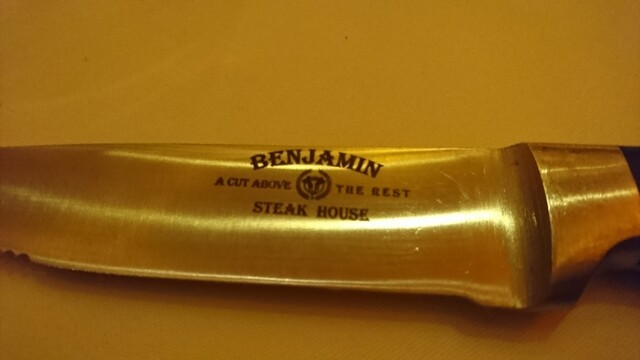 BENJAMIN
A CUT ABOVE THE REST
STEAK HOUSE